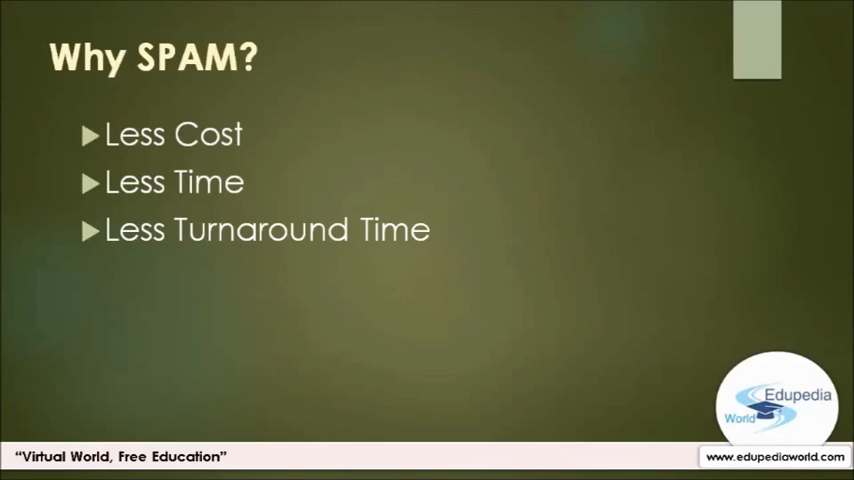 Why SPAM?
Less Cost
Less Time
Less Turnaround Time
Edupedia
World
“Virtual World, Free Education”
www.edupediaworld.com